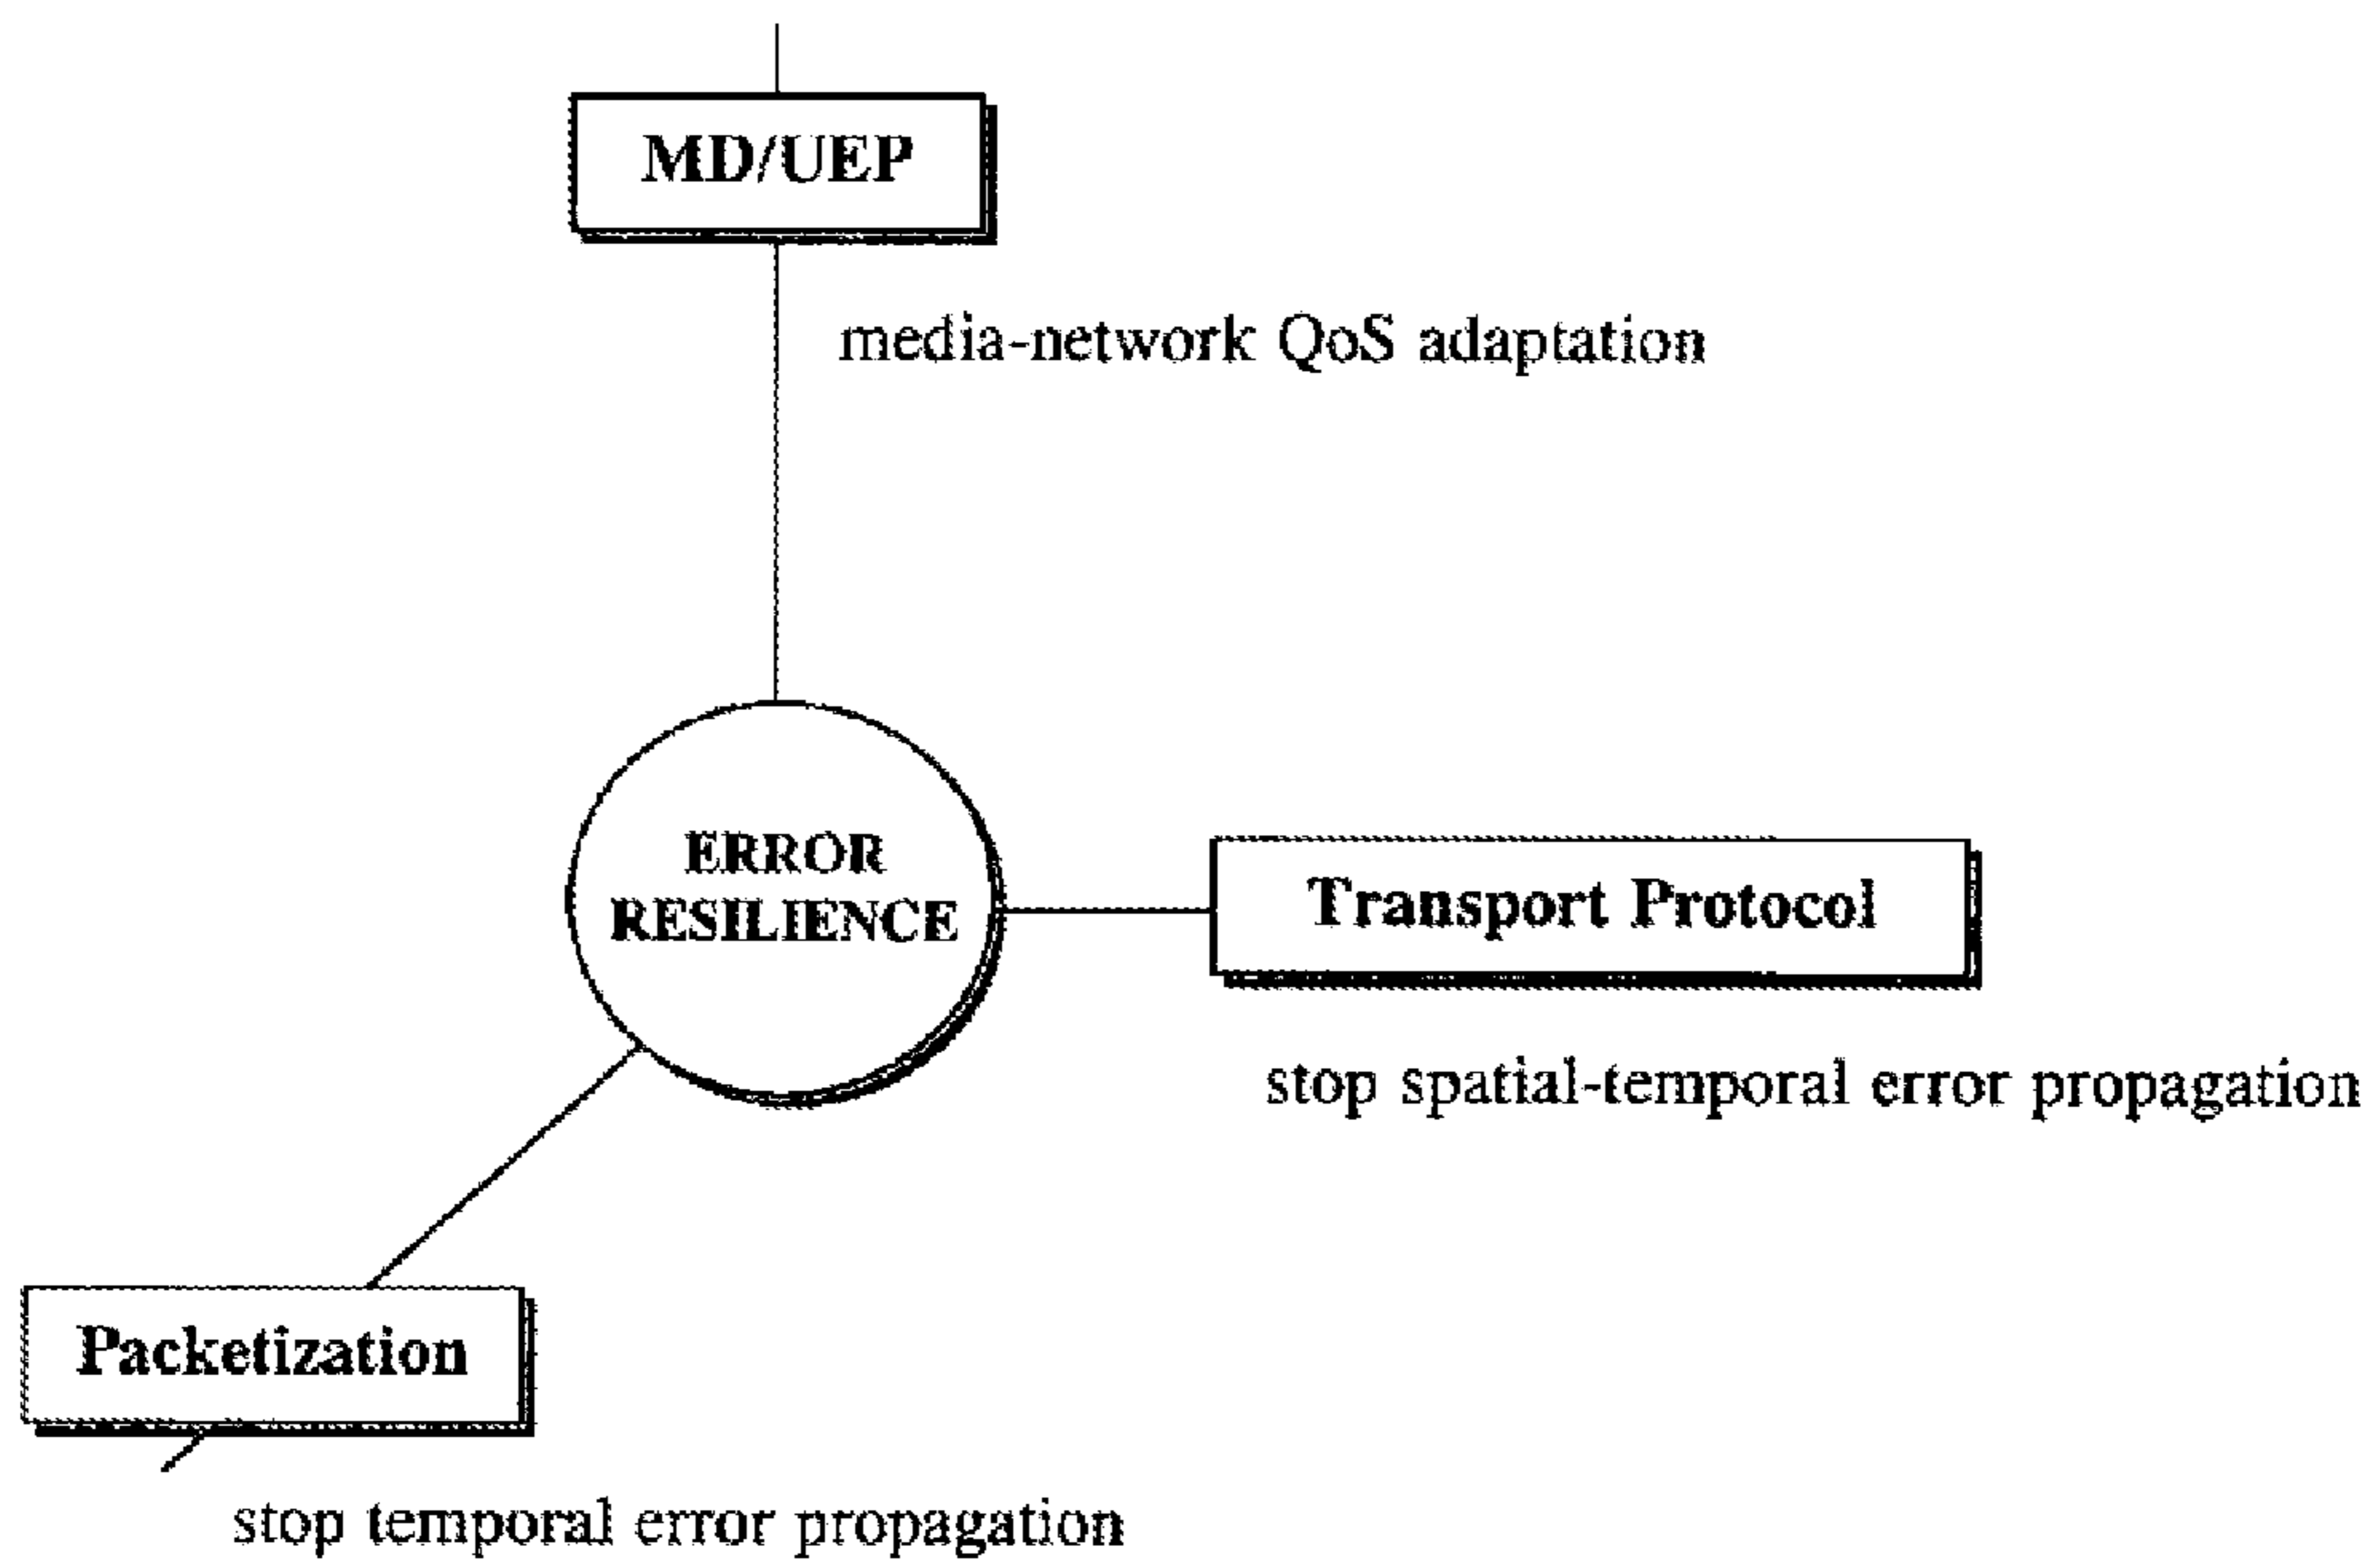 MD/UEP
media-network QoS adaptation
ERROR
RESILIENCE
Transport Protocol
stop spatial-temporal error propagation
Packetization
stop temporal error propagation